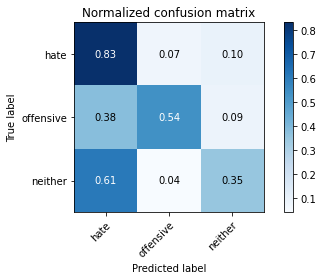 Normalized confusion matrix
hate 0.83 0.07 0.10
offensive 0.38 0.54 0.09
neither 0.61 0.04 0.35
hate offensive neither
True label
Predicted label
0.8
0.7
0.6
0.5
0.4
0.3
0.2
0.1